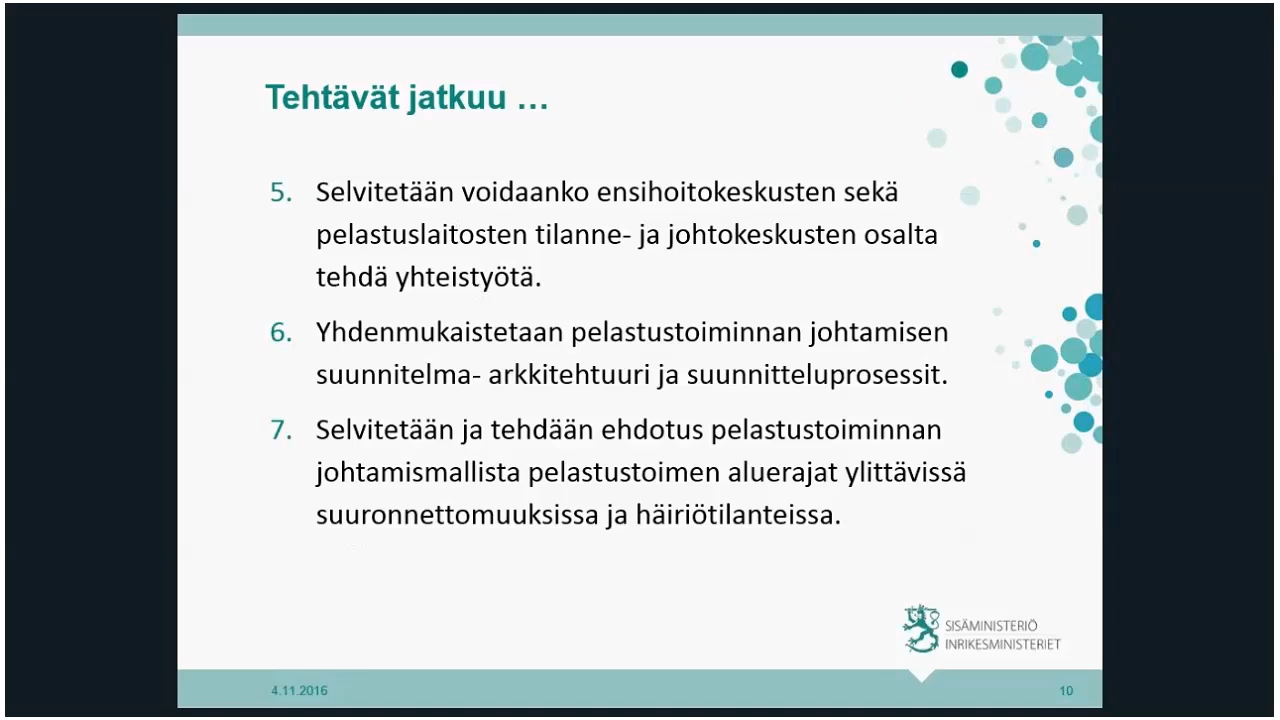 Tehtävät jatkuu …
5. Selvitetään voidaanko ensihoitokeskusten sekä
pelastuslaitosten tilanne- ja johtokeskusten osalta
tehdä yhteistyötä.
6. Yhdenmukaistetaan pelastustoiminnan johtamisen
suunnitelma- arkkitehtuuri ja suunnitteluprosessit.
7. Selvitetään ja tehdään ehdotus pelastustoiminnan
johtamismallista pelastustoimen aluerajat ylittävissä
suuronnettomuuksissa ja häiriötilanteissa.
SISÄMINISTERIÖ
INRIKESMINISTERIET
4.11.2016
10